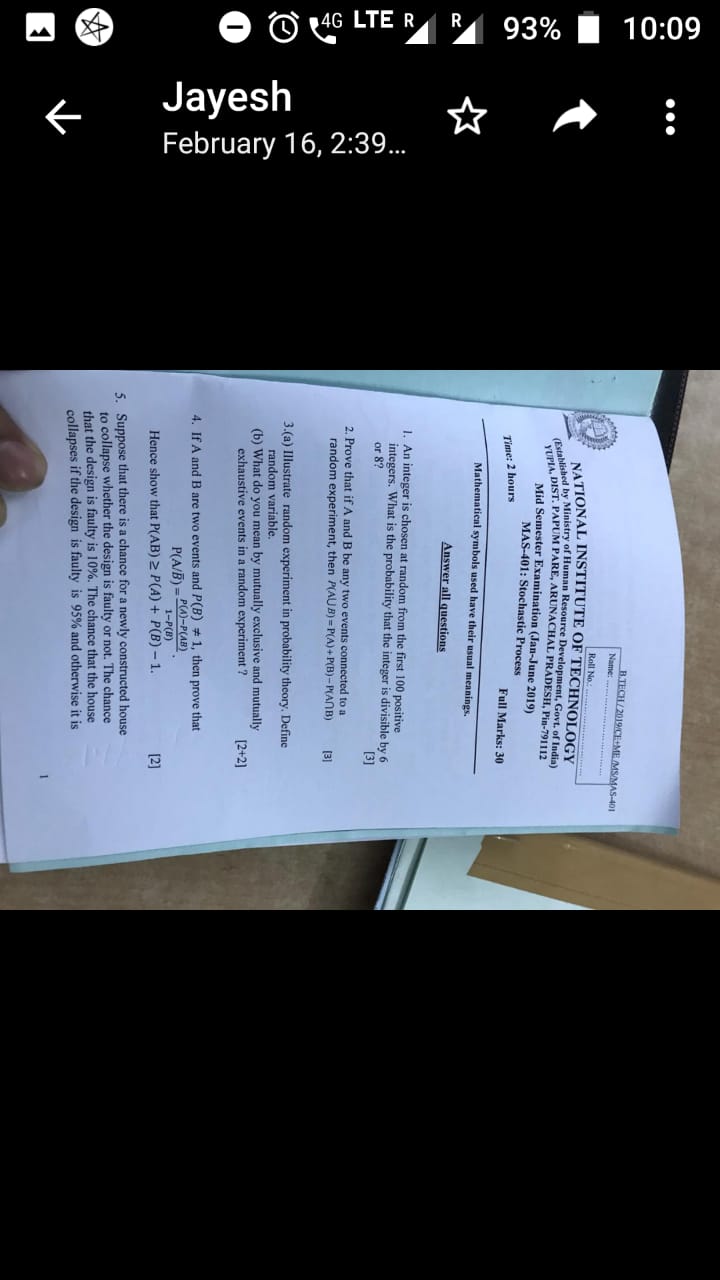 10:09
93%
R
R
LTE
4G
Jayesh
February 16, 2:39...
B.TECH / 2019/CE+ME /MS/MAS-401
Name: ................................
Roll No.: ..............................
NATIONAL INSTITUTE OF TECHNOLOGY
(Established by Ministry of Human Resource Development, Govt. of India)
YUPIA, DIST. PAPUM PARE, ARUNACHAL PRADESH, Pin-791112
Mid Semester Examination (Jan-June 2019)
MAS-401: Stochastic Process
Time: 2 hours Full Marks: 30
Mathematical symbols used have their usual meanings.
Answer all questions
1. An integer is chosen at random from the first 100 positive
integers. What is the probability that the integer is divisible by 6
or 8? [3]
2. Prove that if A and B be any two events connected to a
random experiment, then P(A⋃B)=P(A)+P(B)−P(A⋂B) [3]
3.(a) Illustrate random experiment in probability theory. Define
random variable.
(b) What do you mean by mutually exclusive and mutually
exhaustive events in a random experiment ? [2+2]
4. If A and B are two events and P(B) ≠ 1, then prove that
P(A/B̅) = P(A)−P(AB) / 1−P(B) .
Hence show that P(AB) ≥ P(A) + P(B) − 1. [2]
5. Suppose that there is a chance for a newly constructed house
to collapse whether the design is faulty or not. The chance
that the design is faulty is 10%. The chance that the house
collapses if the design is faulty is 95% and otherwise it is
1